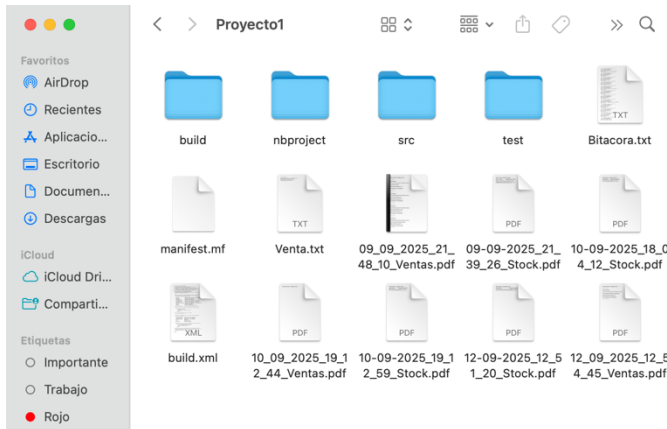 Proyecto1
Favoritos
AirDrop
Recientes
Aplicacio...
Escritorio
Documen...
Descargas
iCloud
iCloud Dri...
Comparti...
Etiquetas
Importante
Trabajo
Rojo
TXT
build
nbproject
src
test
Bitacora.txt
TXT
PDF
PDF
manifest.mf
Venta.txt
09_09_2025_21_
48_10_Ventas.pdf
09-09-2025_21_
39_26_Stock.pdf
10-09-2025_18_0
4_12_Stock.pdf
XML
PDF
PDF
PDF
PDF
build.xml
10_09_2025_19_1
2_44_Ventas.pdf
10-09-2025_19_1
2_59_Stock.pdf
12-09-2025_12_5
1_20_Stock.pdf
12_09_2025_12_5
4_45_Ventas.pdf